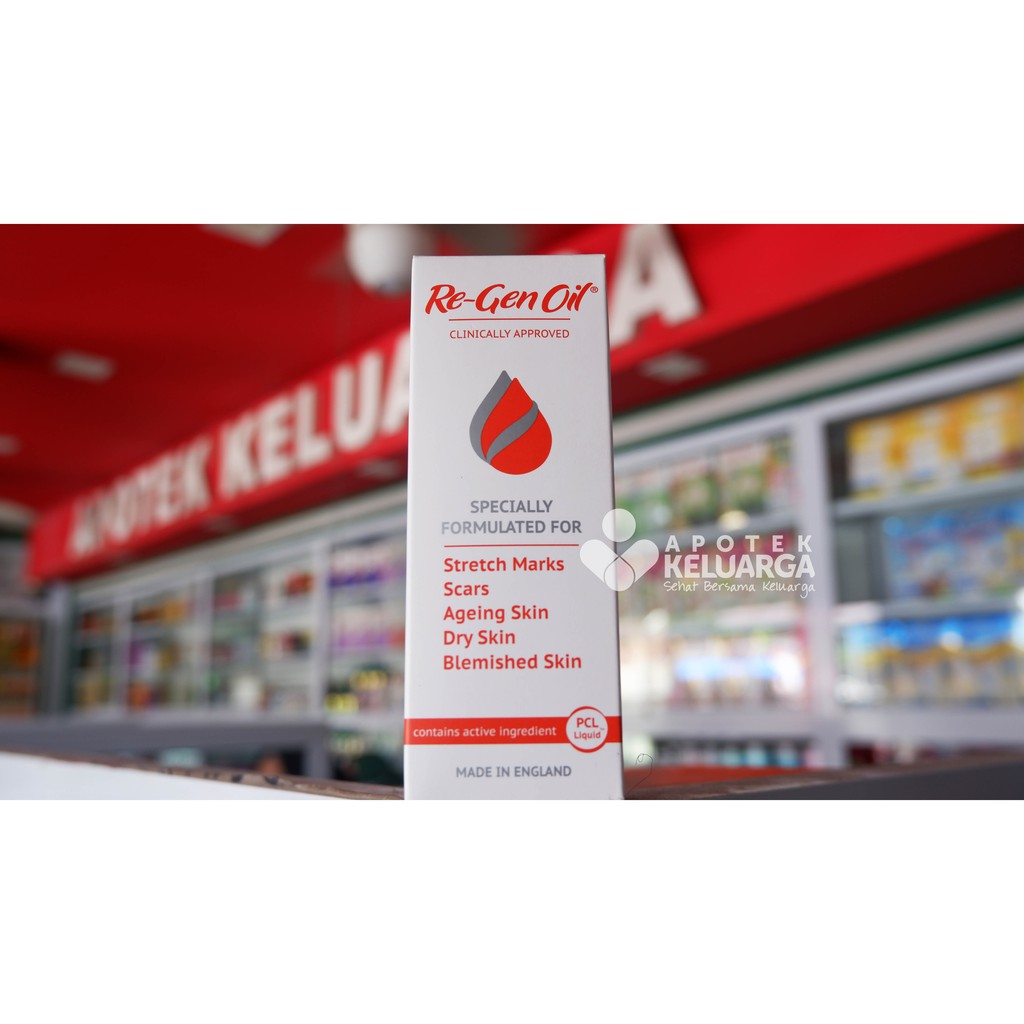 Re-Gen Oil®
CLINICALLY APPROVED
SPECIALLY
FORMULATED FOR
Stretch Marks
Scars
Ageing Skin
Dry Skin
Blemished Skin
contains active ingredient
PCL
Liquid
MADE IN ENGLAND
APOTEK KELUA
A
APOTEK
KELUARGA
Sehat Bersama Keluarga